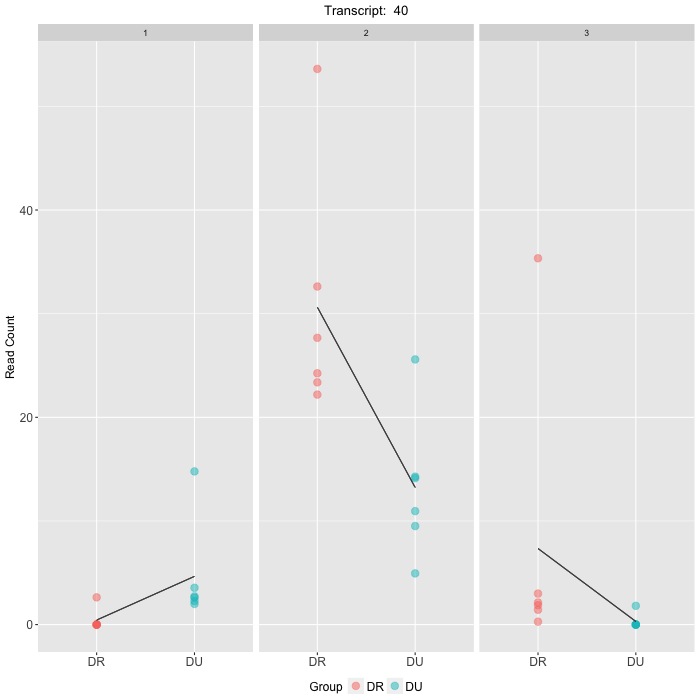 Transcript: 40
1 2 3
Read Count
40
20
0
DR DU DR DU DR DU
Group DR DU